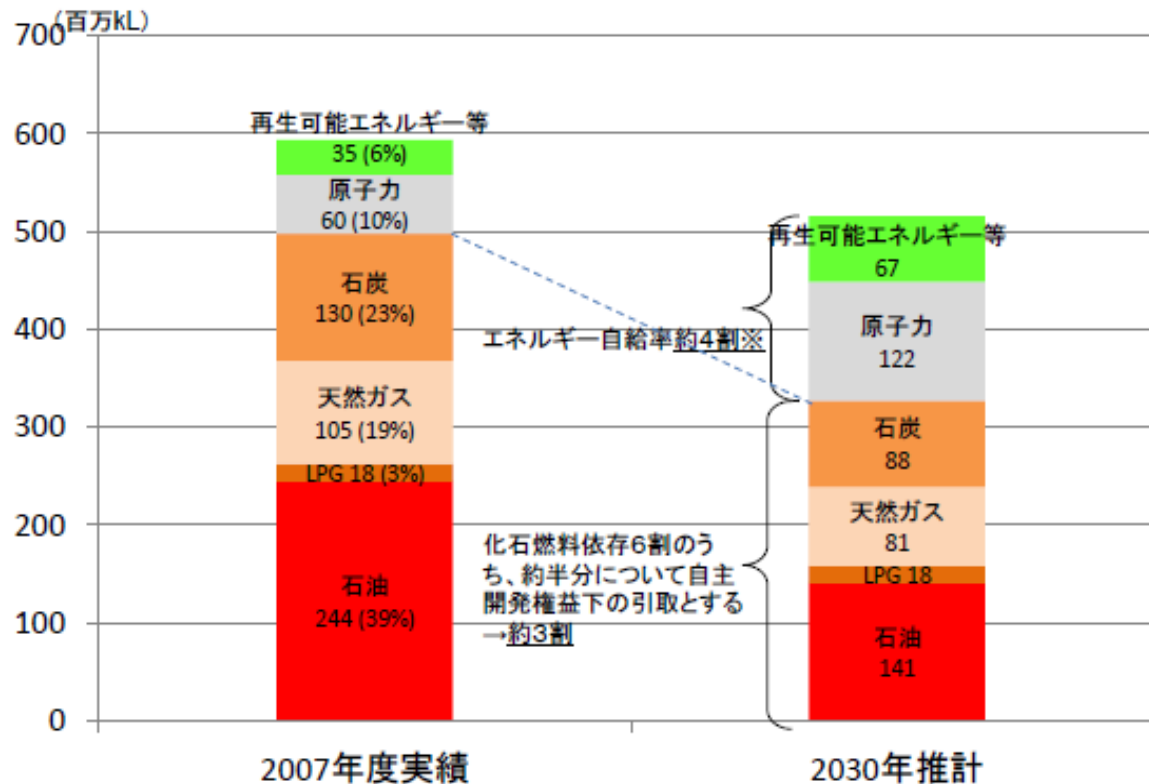 (百万kL)
700
600
500
400
300
200
100
0
再生可能エネルギー等
35 (6%)
原子力
60 (10%)
石炭
130 (23%)
天然ガス
105 (19%)
LPG 18 (3%)
石油
244 (39%)
2007年度実績
エネルギー自給率約4割※
化石燃料依存6割のう
ち、約半分について自主
開発権益下の引取とする
→約3割
再生可能エネルギー等
67
原子力
122
石炭
88
天然ガス
81
LPG 18
石油
141
2030年推計